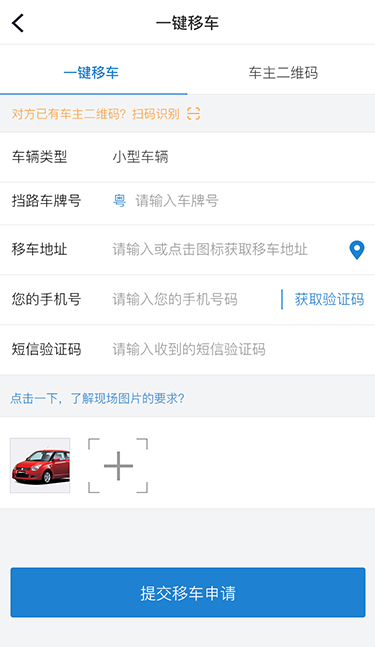 一键移车
一键移车 车主二维码
对方已有车主二维码？扫码识别
车辆类型 小型车辆
挡路车牌号 粤 请输入车牌号
移车地址 请输入或点击图标获取移车地址
您的手机号 请输入您的手机号码 获取验证码
短信验证码 请输入收到的短信验证码
点击一下，了解现场图片的要求？
提交移车申请